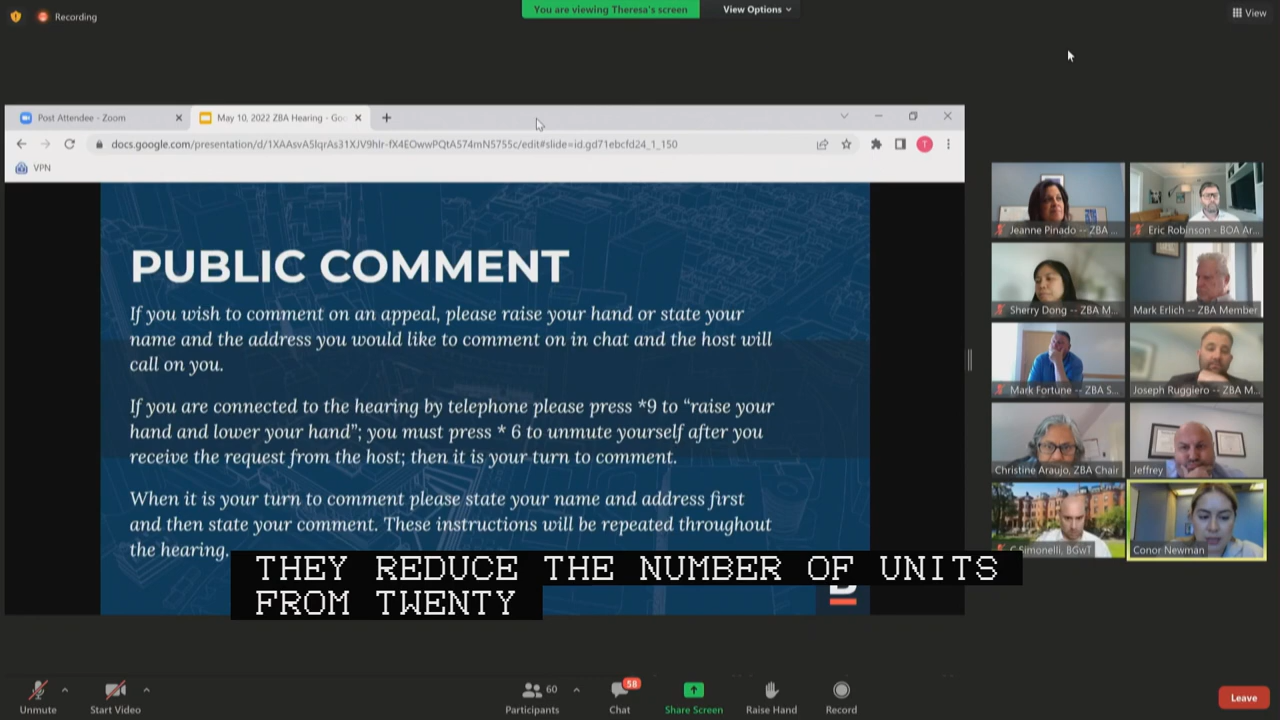 Recording
You are viewing Theresa's screen
View Options
View
Post Attendee - Zoom
May 10, 2022 ZBA Hearing - Goo
docs.google.com/presentation/d/1XAAsvA5lqrAs31XJV9hlr-fX4EOwwPQtA574mN5755c/edit#slide=id.gd71ebcfd24_1_150
T
VPN
PUBLIC COMMENT
If you wish to comment on an appeal, please raise your hand or state your
name and the address you would like to comment on in chat and the host will
call on you.
If you are connected to the hearing by telephone please press *9 to “raise your
hand and lower your hand”; you must press * 6 to unmute yourself after you
receive the request from the host; then it is your turn to comment.
When it is your turn to comment please state your name and address first
and then state your comment. These instructions will be repeated throughout
the hearing.
B
THEY REDUCE THE NUMBER OF UNITS
FROM TWENTY
Jeanne Pinado -- ZBA ...
Eric Robinson - BOA Ar...
Sherry Dong -- ZBA M...
Mark Erlich -- ZBA Member
Mark Fortune -- ZBA S...
Joseph Ruggiero -- ZBA M...
Christine Araujo, ZBA Chair
Jeffrey
Simonelli, BGwT
Conor Newman
Unmute
Start Video
60
Participants
58
Chat
Share Screen
Raise Hand
Record
Leave